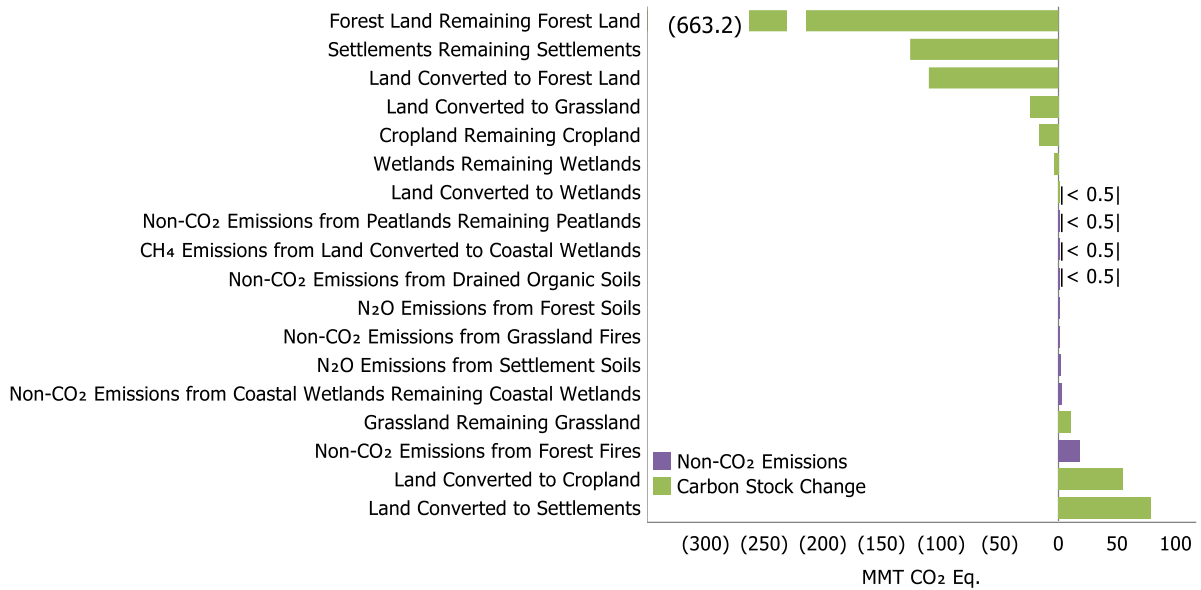 Forest Land Remaining Forest Land
(663.2)
Settlements Remaining Settlements
Land Converted to Forest Land
Land Converted to Grassland
Cropland Remaining Cropland
Wetlands Remaining Wetlands
Land Converted to Wetlands
|< 0.5|
Non-CO₂ Emissions from Peatlands Remaining Peatlands
|< 0.5|
CH₄ Emissions from Land Converted to Coastal Wetlands
|< 0.5|
Non-CO₂ Emissions from Drained Organic Soils
|< 0.5|
N₂O Emissions from Forest Soils
Non-CO₂ Emissions from Grassland Fires
N₂O Emissions from Settlement Soils
Non-CO₂ Emissions from Coastal Wetlands Remaining Coastal Wetlands
Grassland Remaining Grassland
Non-CO₂ Emissions from Forest Fires
Land Converted to Cropland
Land Converted to Settlements
Non-CO₂ Emissions
Carbon Stock Change
(300) (250) (200) (150) (100) (50) 0 50 100
MMT CO₂ Eq.